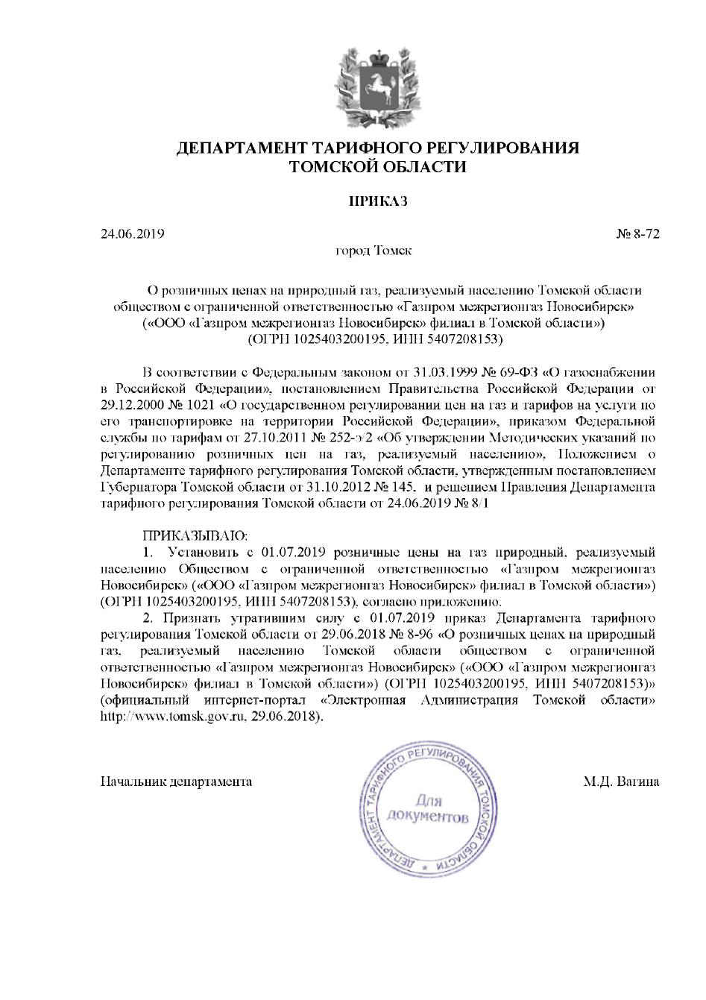 ДЕПАРТАМЕНТ ТАРИФНОГО РЕГУЛИРОВАНИЯ
ТОМСКОЙ ОБЛАСТИ
ПРИКАЗ
24.06.2019 № 8-72
город Томск
О розничных ценах на природный газ, реализуемый населению Томской области
обществом с ограниченной ответственностью «Газпром межрегионгаз Новосибирск»
(«ООО «Газпром межрегионгаз Новосибирск» филиал в Томской области»)
(ОГРН 1025403200195, ИНН 5407208153)
В соответствии с Федеральным законом от 31.03.1999 № 69-ФЗ «О газоснабжении
в Российской Федерации», постановлением Правительства Российской Федерации от
29.12.2000 № 1021 «О государственном регулировании цен на газ и тарифов на услуги по
его транспортировке на территории Российской Федерации», приказом Федеральной
службы по тарифам от 27.10.2011 № 252-э/2 «Об утверждении Методических указаний по
регулированию розничных цен на газ, реализуемый населению», Положением о
Департаменте тарифного регулирования Томской области, утвержденным постановлением
Губернатора Томской области от 31.10.2012 № 145, и решением Правления Департамента
тарифного регулирования Томской области от 24.06.2019 № 8/1
ПРИКАЗЫВАЮ:
1. Установить с 01.07.2019 розничные цены на газ природный, реализуемый
населению Обществом с ограниченной ответственностью «Газпром межрегионгаз
Новосибирск» («ООО «Газпром межрегионгаз Новосибирск» филиал в Томской области»)
(ОГРН 1025403200195, ИНН 5407208153), согласно приложению.
2. Признать утратившим силу с 01.07.2019 приказ Департамента тарифного
регулирования Томской области от 29.06.2018 № 8-96 «О розничных ценах на природный
газ, реализуемый населению Томской области обществом с ограниченной
ответственностью «Газпром межрегионгаз Новосибирск» («ООО «Газпром межрегионгаз
Новосибирск» филиал в Томской области») (ОГРН 1025403200195, ИНН 5407208153)»
(официальный интернет-портал «Электронная Администрация Томской области»
http://www.tomsk.gov.ru, 29.06.2018).
Начальник департамента М.Д. Вагина
ДЕПАРТАМЕНТ ТАРИФНОГО РЕГУЛИРОВАНИЯ ТОМСКОЙ ОБЛАСТИ *
Для
документов